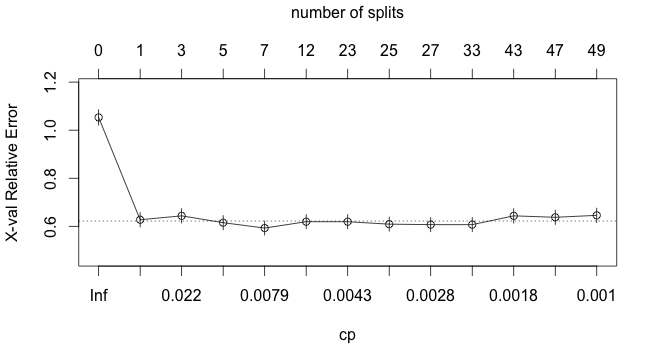 number of splits
0 1 3 5 7 12 23 25 27 33 43 47 49
X-val Relative Error
1.2
1.0
0.8
0.6
Inf 0.022 0.0079 0.0043 0.0028 0.0018 0.001
cp